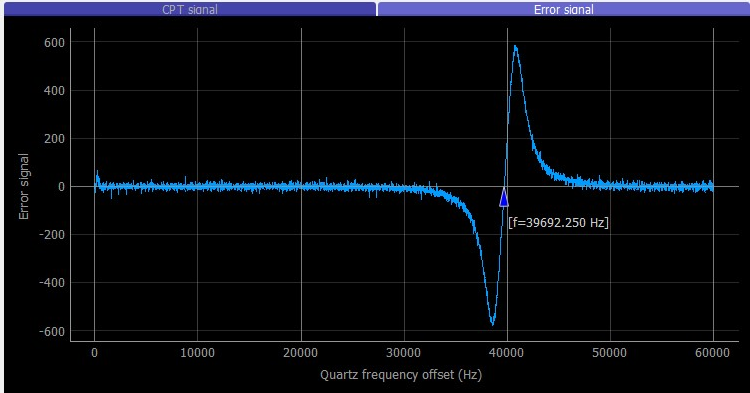 CPT signal
Error signal
600
400
200
0
-200
-400
-600
Error signal
[f=39692.250 Hz]
0
10000
20000
30000
40000
50000
60000
Quartz frequency offset (Hz)